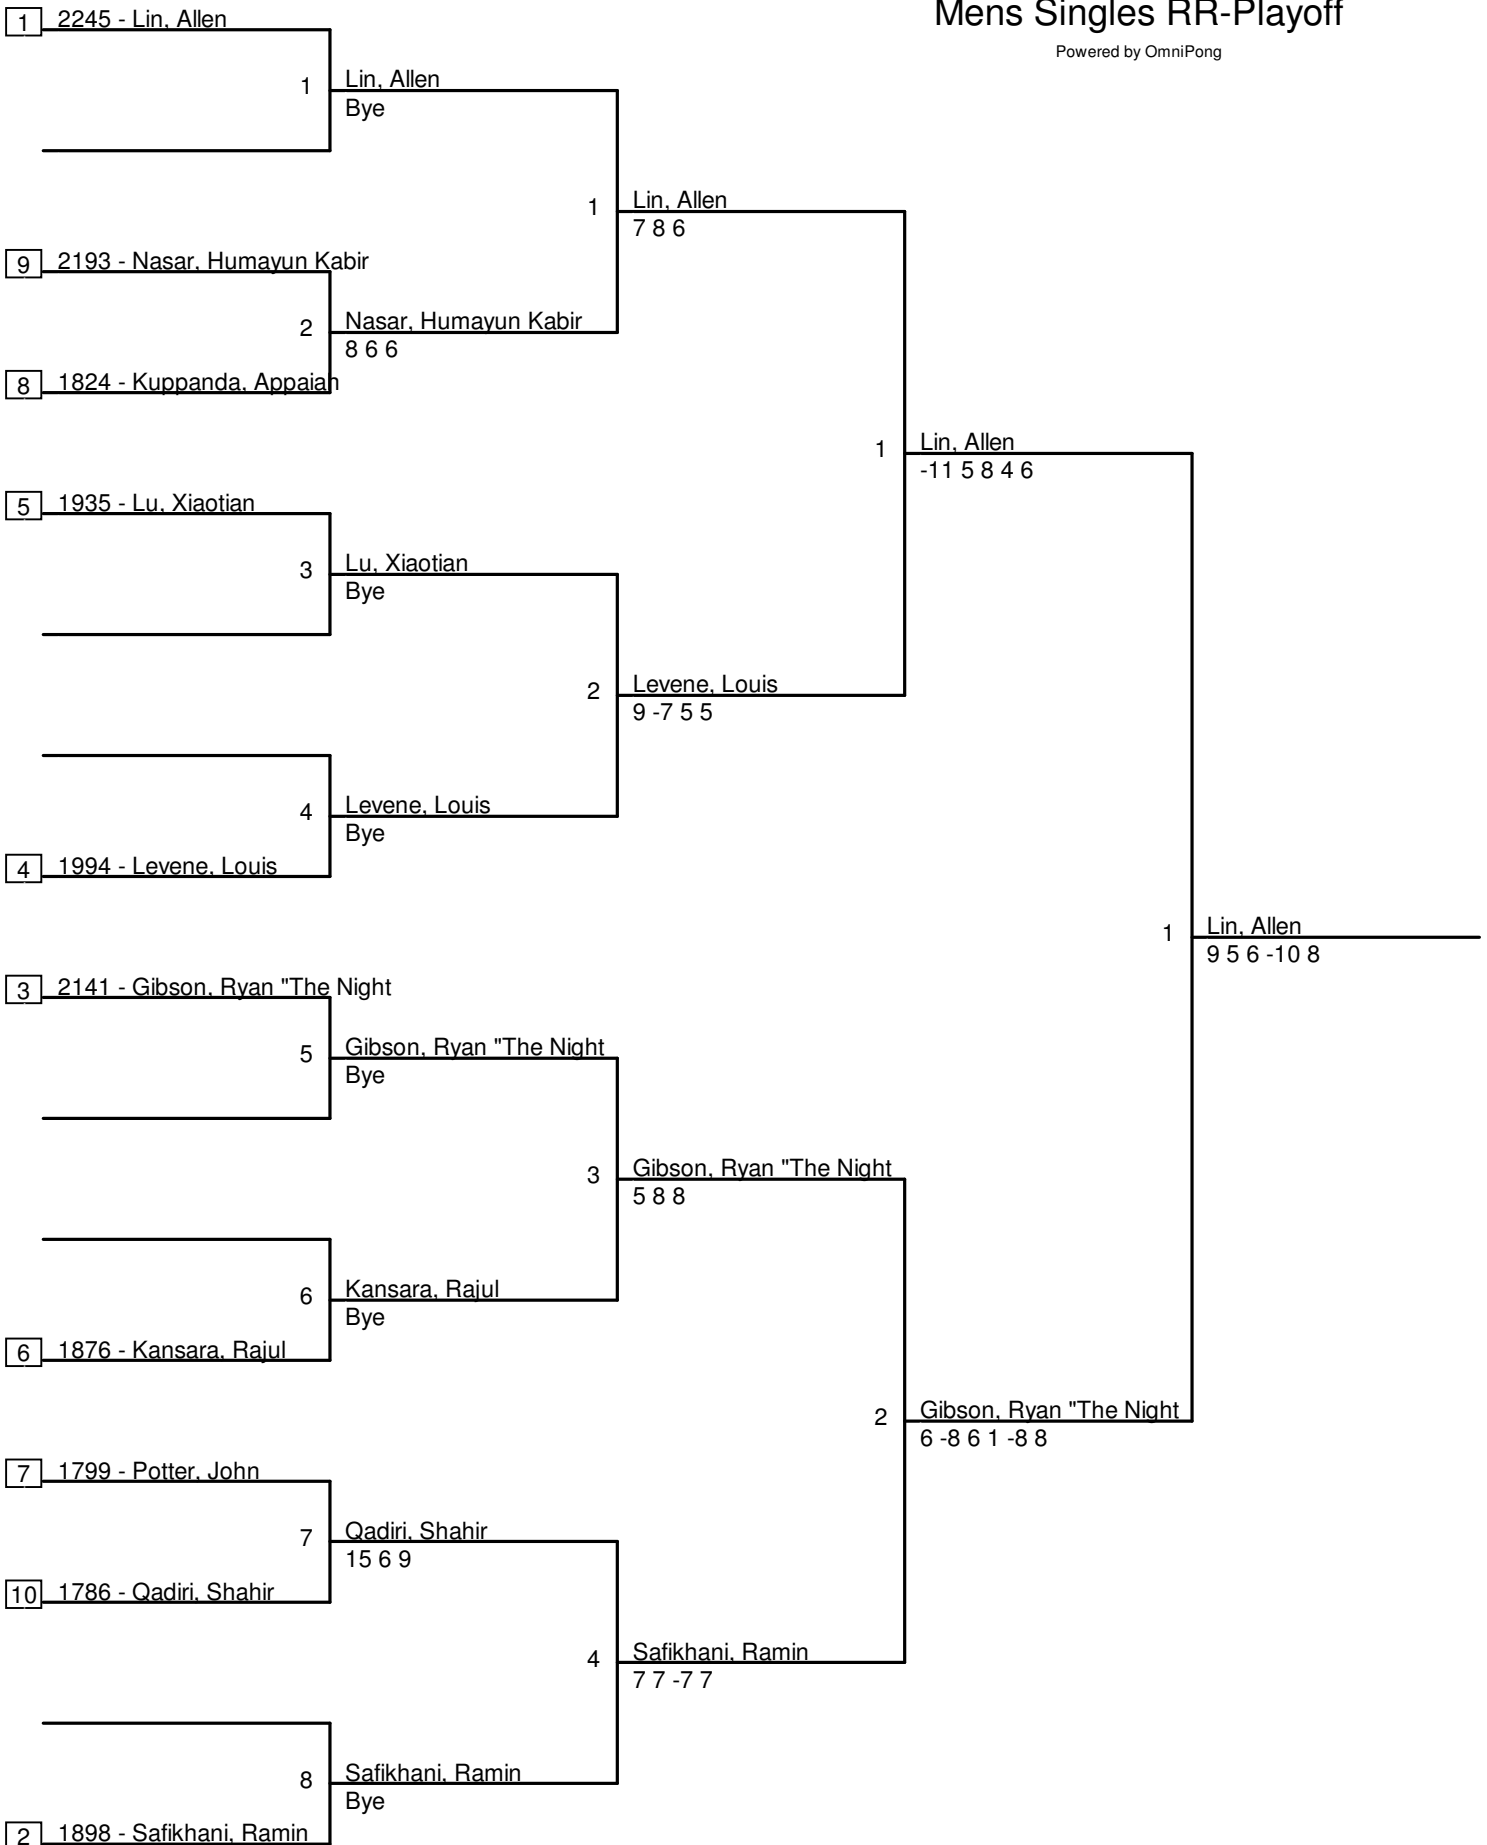 Mens Singles RR-Playoff
Powered by OmniPong
1 2245 - Lin, Allen
1 Lin, Allen
Bye
1 Lin, Allen
7 8 6
9 2193 - Nasar, Humayun Kabir
2 Nasar, Humayun Kabir
8 6 6
8 1824 - Kuppanda, Appaiah
1 Lin, Allen
-11 5 8 4 6
5 1935 - Lu, Xiaotian
3 Lu, Xiaotian
Bye
2 Levene, Louis
9 -7 5 5
4 Levene, Louis
Bye
4 1994 - Levene, Louis
1 Lin, Allen
9 5 6 -10 8
3 2141 - Gibson, Ryan "The Night
5 Gibson, Ryan "The Night
Bye
3 Gibson, Ryan "The Night
5 8 8
6 Kansara, Rajul
Bye
6 1876 - Kansara, Rajul
2 Gibson, Ryan "The Night
6 -8 6 1 -8 8
7 1799 - Potter, John
7 Qadiri, Shahir
15 6 9
10 1786 - Qadiri, Shahir
4 Safikhani, Ramin
7 7 -7 7
8 Safikhani, Ramin
Bye
2 1898 - Safikhani, Ramin